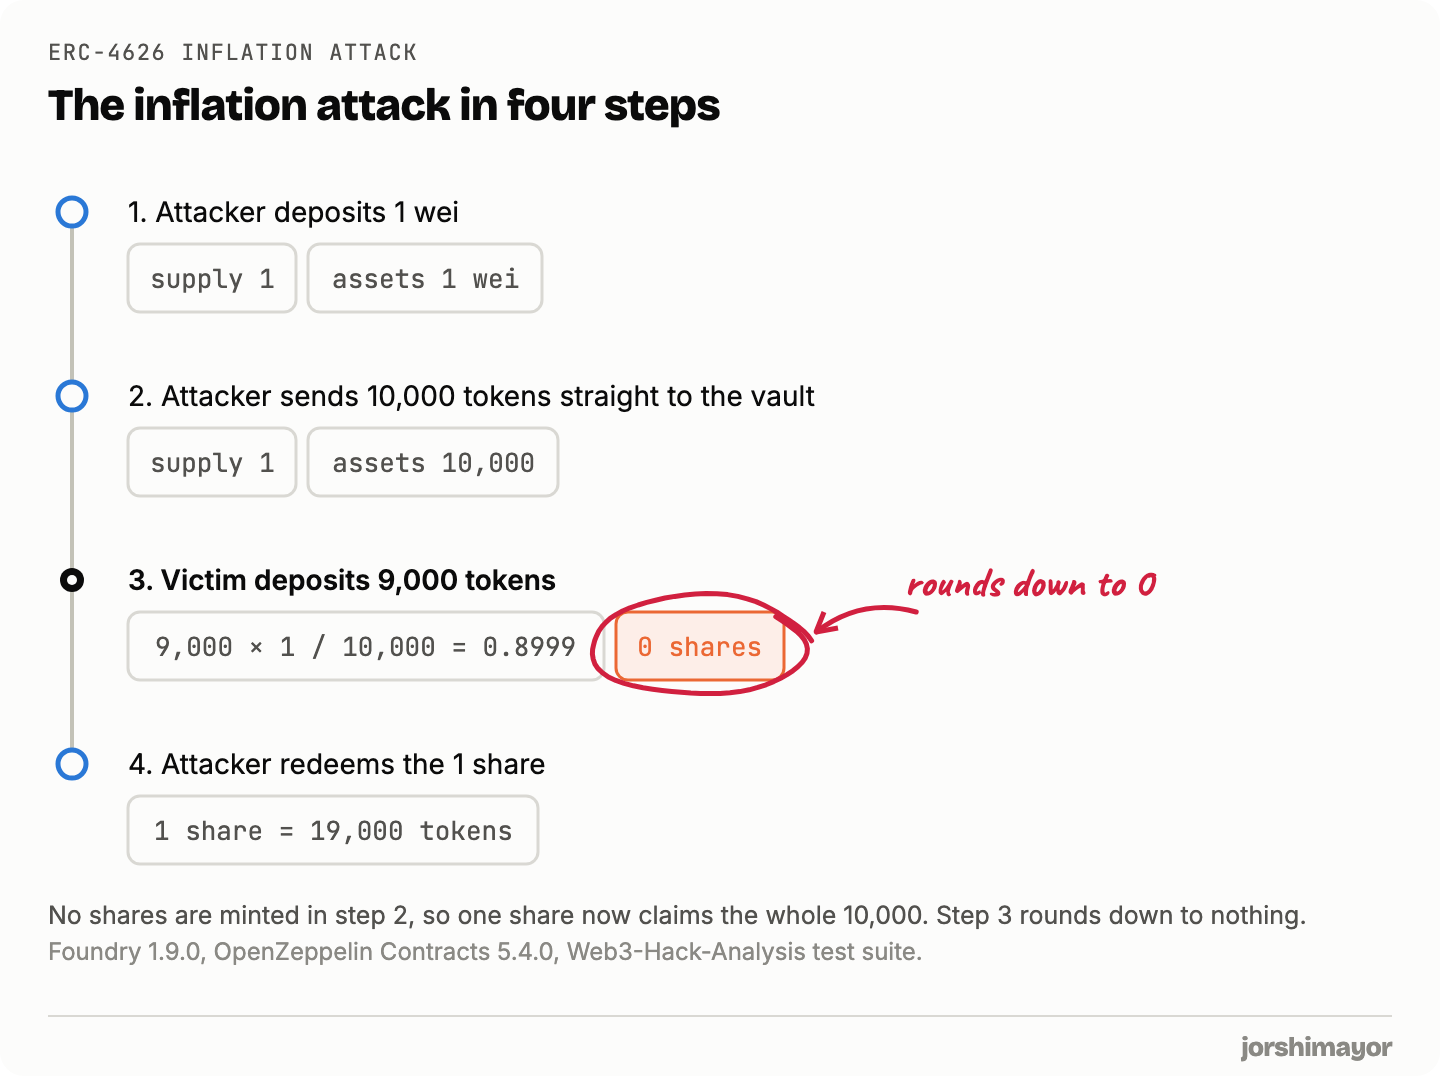 ERC-4626 INFLATION ATTACK
The inflation attack in four steps
1. Attacker deposits 1 wei
supply 1 assets 1 wei
2. Attacker sends 10,000 tokens straight to the vault
supply 1 assets 10,000
3. Victim deposits 9,000 tokens
rounds down to 0
9,000 × 1 / 10,000 = 0.8999 0 shares
4. Attacker redeems the 1 share
1 share = 19,000 tokens
No shares are minted in step 2, so one share now claims the whole 10,000. Step 3 rounds down to nothing.
Foundry 1.9.0, OpenZeppelin Contracts 5.4.0, Web3-Hack-Analysis test suite.
jorshimayor